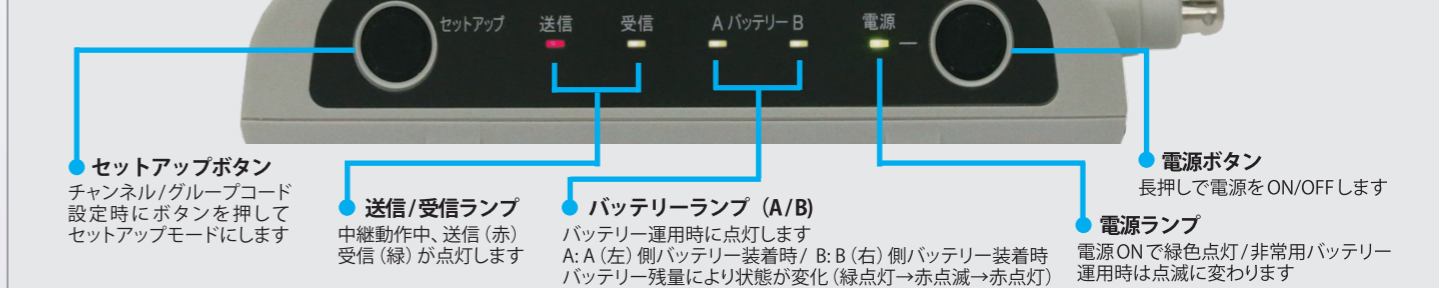 セットアップ 送信 受信 A バッテリー B 電源
セットアップボタン
チャンネル/グループコード
設定時にボタンを押して
セットアップモードにします
送信/受信ランプ
中継動作中、送信（赤）
受信（緑）が点灯します
バッテリーランプ（A/B)
バッテリー運用時に点灯します
A: A（左）側バッテリー装着時/ B: B（右）側バッテリー装着時
バッテリー残量により状態が変化（緑点灯→赤点滅→赤点灯）
電源ボタン
長押しで電源をON/OFFします
電源ランプ
電源ONで緑色点灯/非常用バッテリー
運用時は点滅に変わります